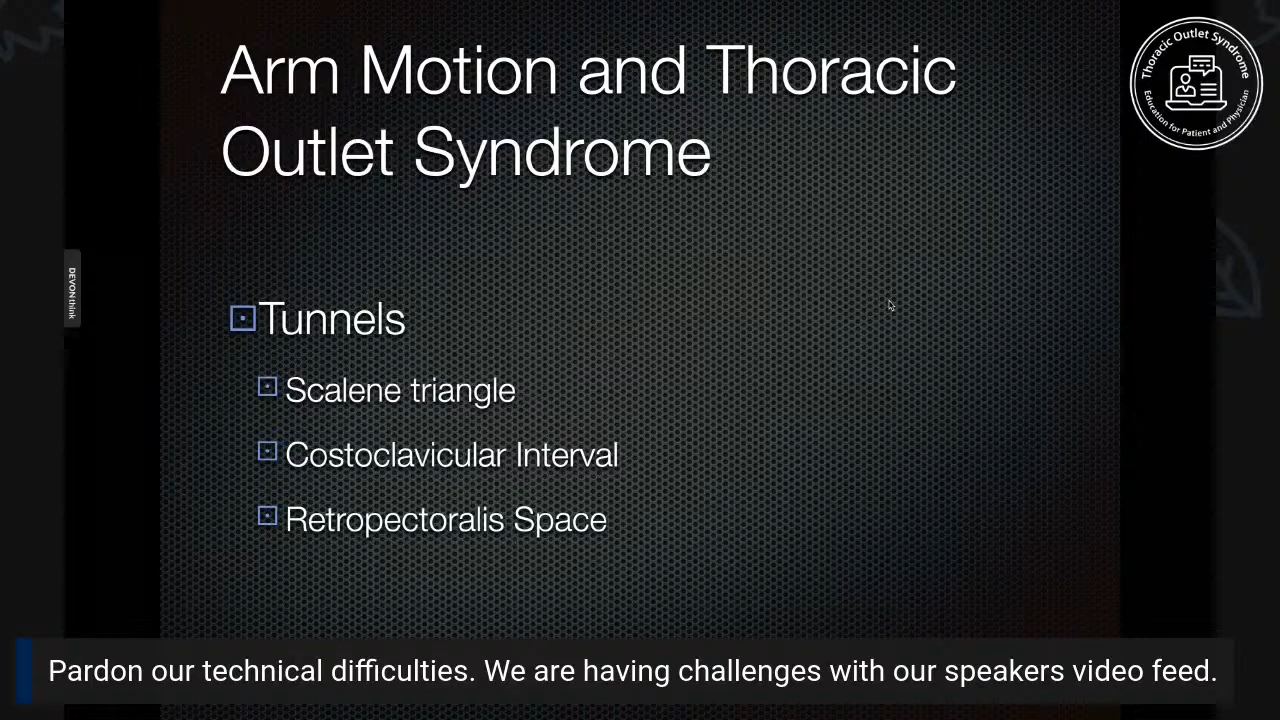 Arm Motion and Thoracic
Outlet Syndrome
Thoracic Outlet Syndrome
Education for Patient and Physician
DEVONthink
Tunnels
Scalene triangle
Costoclavicular Interval
Retropectoralis Space
Pardon our technical difficulties. We are having challenges with our speakers video feed.